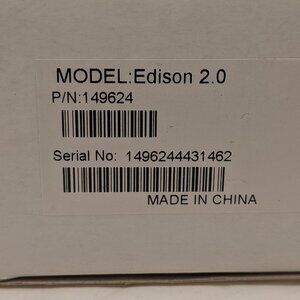 MODEL:Edison 2.0
P/N:149624
Serial No: 1496244431462
MADE IN CHINA